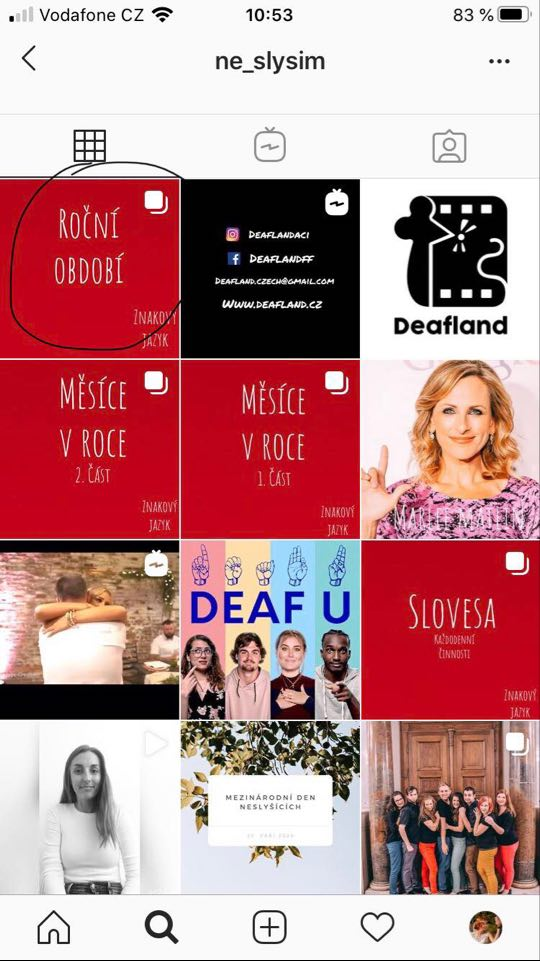 Vodafone CZ
10:53
83 %
ne_slysim
Roční
období
Znakový
jazyk
Deaflandaci
Deaflandff
Deafland.czech@gmail.com
Www.deafland.cz
Deafland
Měsíce
v roce
2. část
Znakový
jazyk
Měsíce
v roce
1. část
Znakový
jazyk
Marlee Matlin
DEAF U
Slovesa
Každodenní
činnosti
Znakový
jazyk
MEZINÁRODNÍ DEN
NESLYŠÍCÍCH